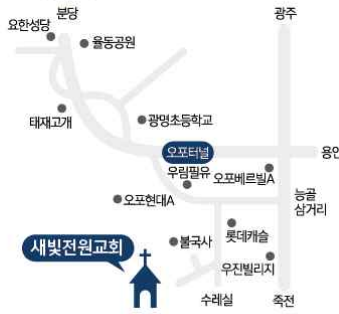 분당
광주
요한성당
율동공원
태재고개
광명초등학교
오포터널
용인
우림필유
오포베르빌A
오포현대A
능골
삼거리
롯데캐슬
불국사
새빛전원교회
우진빌리지
수레실
죽전